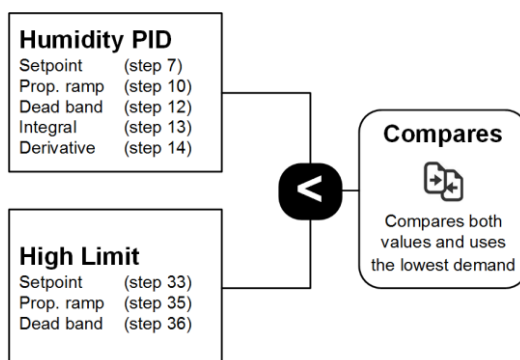 Humidity PID
Setpoint (step 7)
Prop. ramp (step 10)
Dead band (step 12)
Integral (step 13)
Derivative (step 14)
<
Compares
Compares both
values and uses
the lowest demand
High Limit
Setpoint (step 33)
Prop. ramp (step 35)
Dead band (step 36)